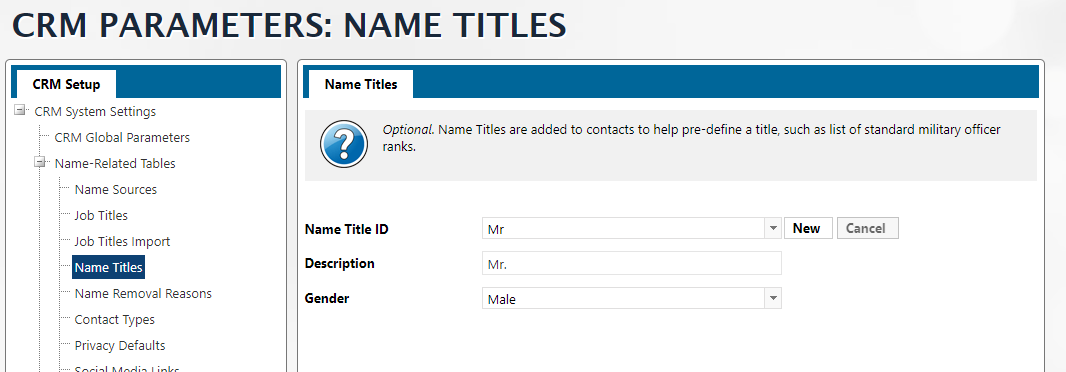 CRM PARAMETERS: NAME TITLES
CRM Setup
CRM System Settings
CRM Global Parameters
Name-Related Tables
Name Sources
Job Titles
Job Titles Import
Name Titles
Name Removal Reasons
Contact Types
Privacy Defaults
Social Media Links
Name Titles
Optional. Name Titles are added to contacts to help pre-define a title, such as list of standard military officer
ranks.
Name Title ID Mr New Cancel
Description Mr.
Gender Male